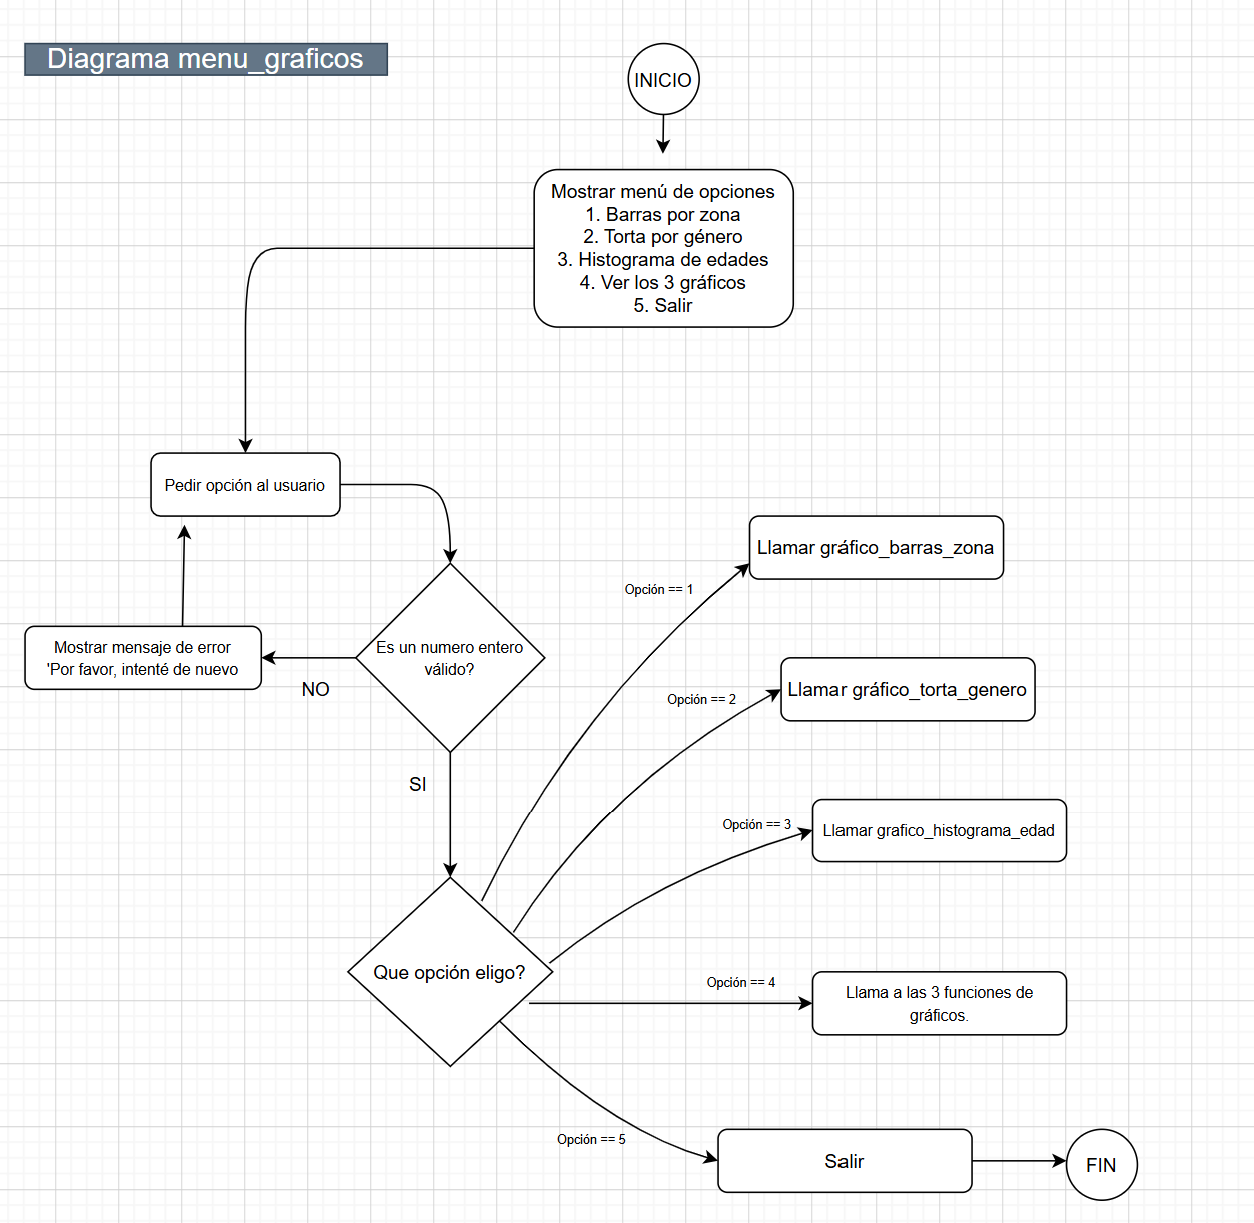 Diagrama menu_graficos
INICIO
Mostrar menú de opciones
1. Barras por zona
2. Torta por género
3. Histograma de edades
4. Ver los 3 gráficos
5. Salir
Pedir opción al usuario
Es un numero entero
válido?
NO
Mostrar mensaje de error
'Por favor, intenté de nuevo
SI
Que opción eligo?
Opción == 1
Llamar gráfico_barras_zona
Opción == 2
Llamar gráfico_torta_genero
Opción == 3
Llamar grafico_histograma_edad
Opción == 4
Llama a las 3 funciones de
gráficos.
Opción == 5
Salir
FIN